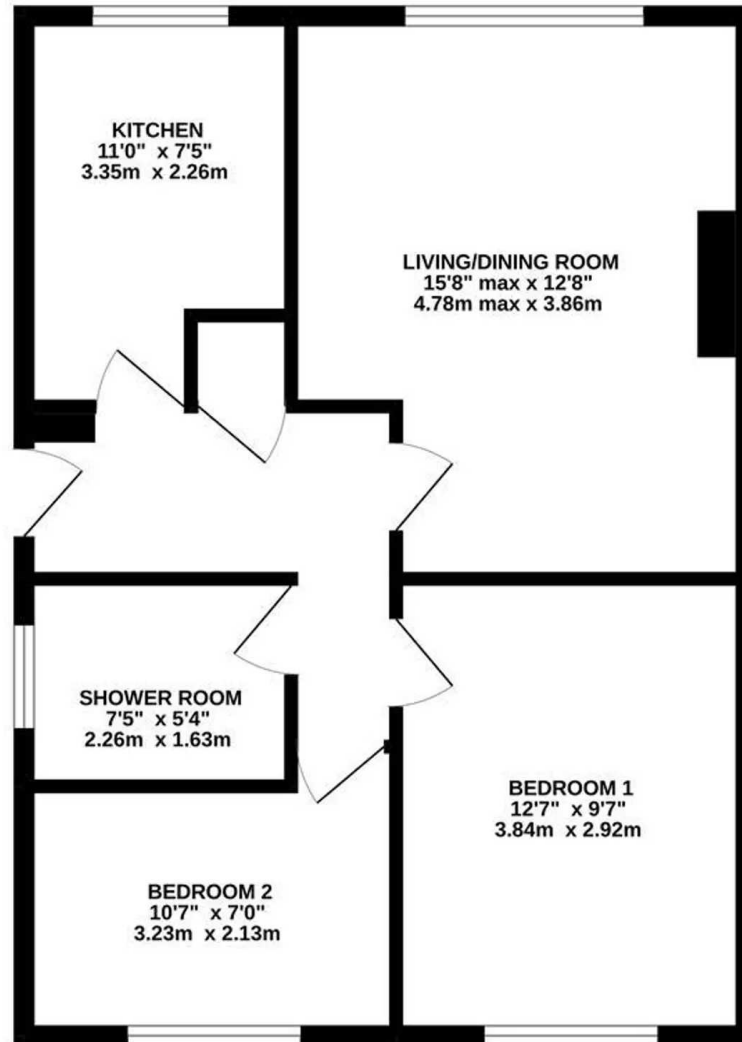 KITCHEN
11'0" x 7'5"
3.35m x 2.26m
LIVING/DINING ROOM
15'8" max x 12'8"
4.78m max x 3.86m
SHOWER ROOM
7'5" x 5'4"
2.26m x 1.63m
BEDROOM 1
12'7" x 9'7"
3.84m x 2.92m
BEDROOM 2
10'7" x 7'0"
3.23m x 2.13m